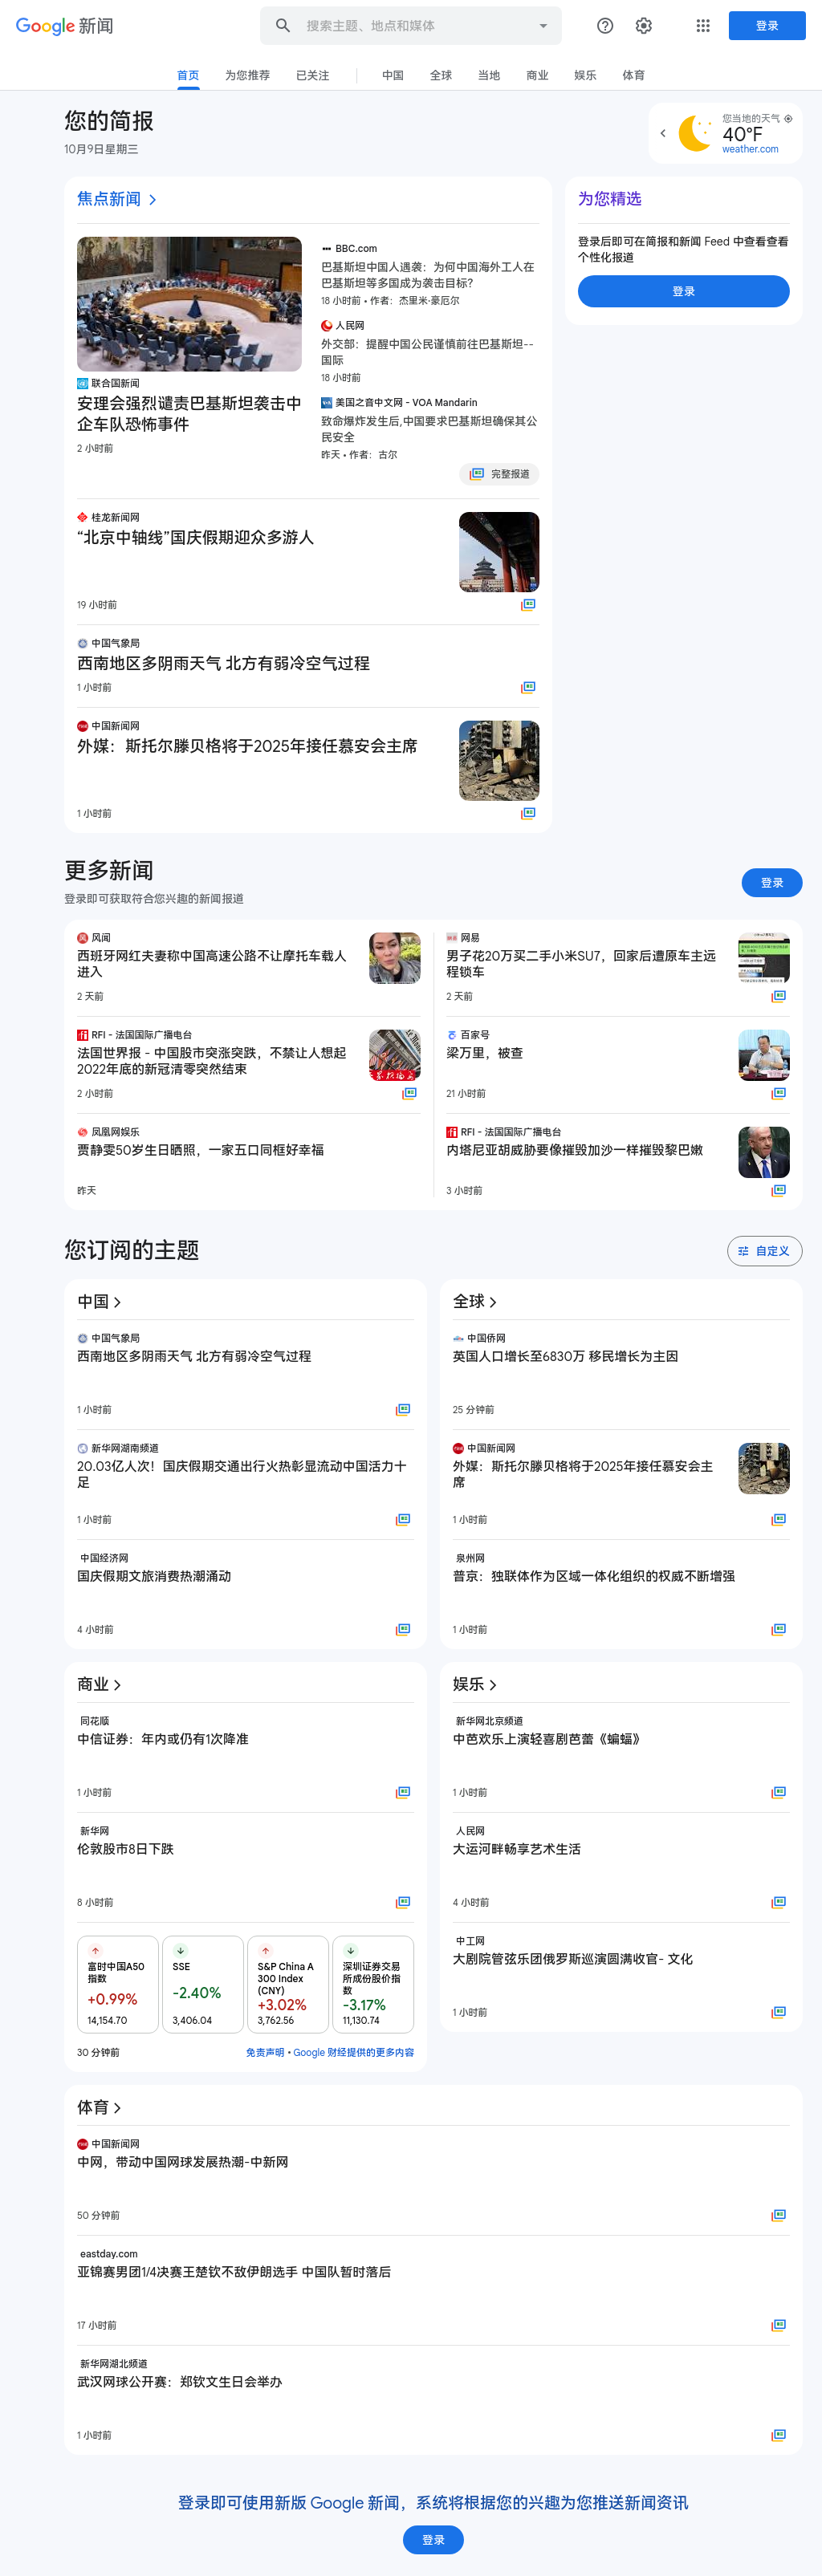 Google 新闻
搜索主题、地点和媒体
登录
首页
为您推荐
已关注
中国
全球
当地
商业
娱乐
体育
您的简报
10月9日星期三
您当地的天气
40°F
weather.com
焦点新闻
联合国新闻
安理会强烈谴责巴基斯坦袭击中
企车队恐怖事件
2 小时前
BBC.com
巴基斯坦中国人遇袭：为何中国海外工人在
巴基斯坦等多国成为袭击目标？
18 小时前 • 作者：杰里米·豪厄尔
人民网
外交部：提醒中国公民谨慎前往巴基斯坦--
国际
18 小时前
美国之音中文网 - VOA Mandarin
致命爆炸发生后,中国要求巴基斯坦确保其公
民安全
昨天 • 作者：古尔
完整报道
桂龙新闻网
“北京中轴线”国庆假期迎众多游人
19 小时前
中国气象局
西南地区多阴雨天气 北方有弱冷空气过程
1 小时前
中国新闻网
外媒：斯托尔滕贝格将于2025年接任慕安会主席
1 小时前
为您精选
登录后即可在简报和新闻 Feed 中查看查看
个性化报道
登录
更多新闻
登录即可获取符合您兴趣的新闻报道
登录
风闻
西班牙网红夫妻称中国高速公路不让摩托车载人
进入
2 天前
RFI - 法国国际广播电台
法国世界报 - 中国股市突涨突跌，不禁让人想起
2022年底的新冠清零突然结束
2 小时前
凤凰网娱乐
贾静雯50岁生日晒照，一家五口同框好幸福
昨天
网易
男子花20万买二手小米SU7，回家后遭原车主远
程锁车
2 天前
百家号
梁万里，被查
21 小时前
RFI - 法国国际广播电台
内塔尼亚胡威胁要像摧毁加沙一样摧毁黎巴嫩
3 小时前
您订阅的主题
自定义
中国
中国气象局
西南地区多阴雨天气 北方有弱冷空气过程
1 小时前
新华网湖南频道
20.03亿人次！国庆假期交通出行火热彰显流动中国活力十
足
1 小时前
中国经济网
国庆假期文旅消费热潮涌动
4 小时前
全球
中国侨网
英国人口增长至6830万 移民增长为主因
25 分钟前
中国新闻网
外媒：斯托尔滕贝格将于2025年接任慕安会主
席
1 小时前
泉州网
普京：独联体作为区域一体化组织的权威不断增强
1 小时前
商业
同花顺
中信证券：年内或仍有1次降准
1 小时前
新华网
伦敦股市8日下跌
8 小时前
富时中国A50
指数
+0.99%
14,154.70
SSE
-2.40%
3,406.04
S&P China A
300 Index
(CNY)
+3.02%
3,762.56
深圳证券交易
所成份股价指
数
-3.17%
11,130.74
30 分钟前
免责声明 • Google 财经提供的更多内容
娱乐
新华网北京频道
中芭欢乐上演轻喜剧芭蕾《蝙蝠》
1 小时前
人民网
大运河畔畅享艺术生活
4 小时前
中工网
大剧院管弦乐团俄罗斯巡演圆满收官- 文化
1 小时前
体育
中国新闻网
中网，带动中国网球发展热潮-中新网
50 分钟前
eastday.com
亚锦赛男团1/4决赛王楚钦不敌伊朗选手 中国队暂时落后
17 小时前
新华网湖北频道
武汉网球公开赛：郑钦文生日会举办
1 小时前
登录即可使用新版 Google 新闻，系统将根据您的兴趣为您推送新闻资讯
登录